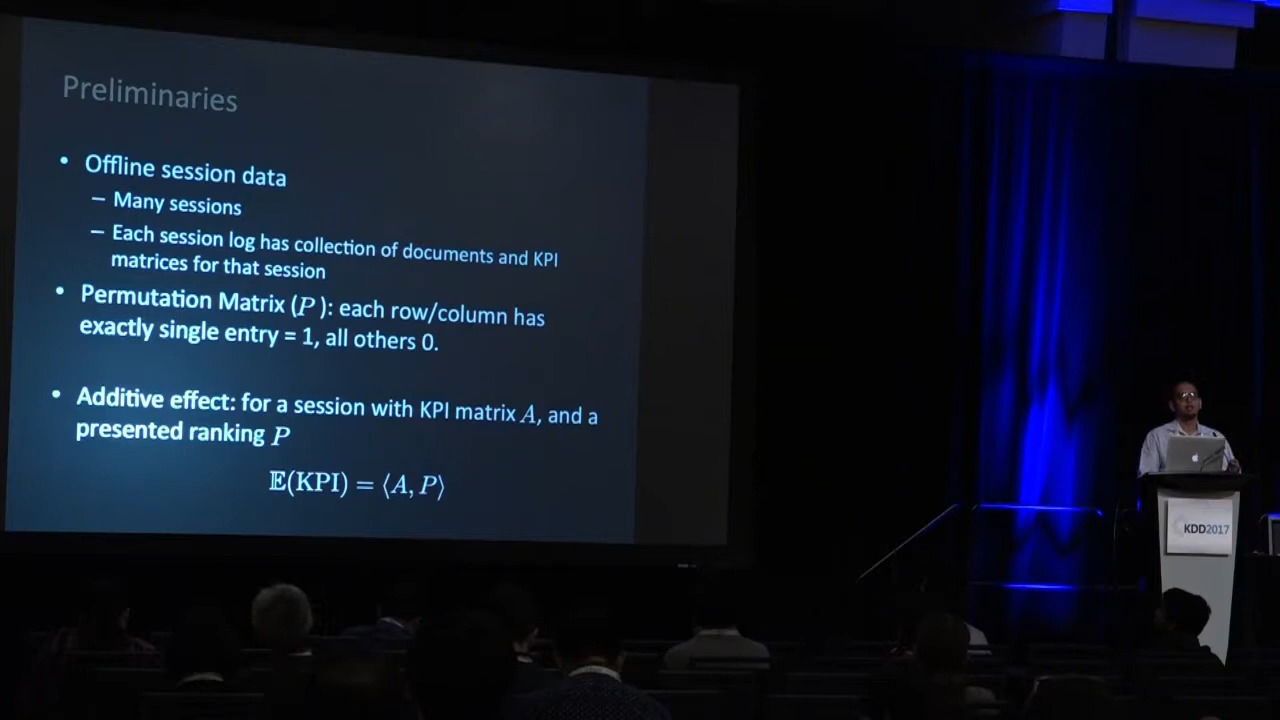 Preliminaries
• Offline session data
– Many sessions
– Each session log has collection of documents and KPI
matrices for that session
• Permutation Matrix (P ): each row/column has
exactly single entry = 1, all others 0.
• Additive effect: for a session with KPI matrix A, and a
presented ranking P
𝔼(KPI) = ⟨A, P⟩
KDD2017